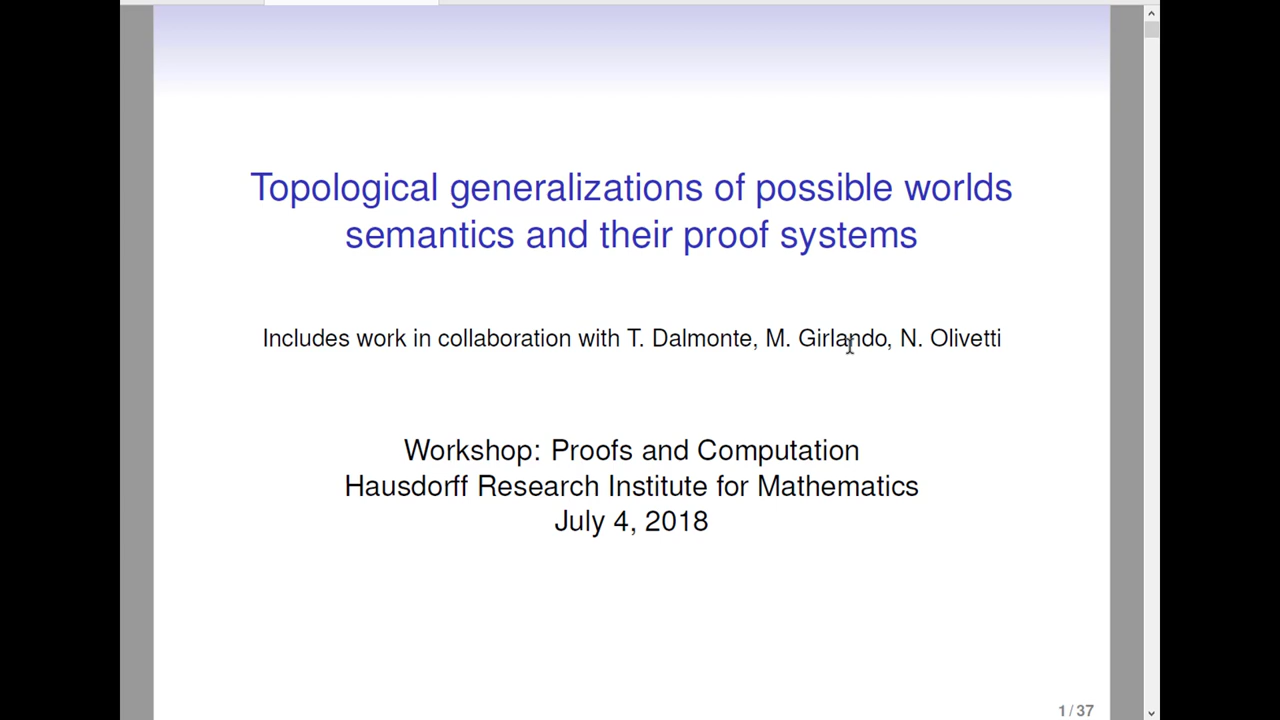 Topological generalizations of possible worlds
semantics and their proof systems
Includes work in collaboration with T. Dalmonte, M. Girlando, N. Olivetti
Workshop: Proofs and Computation
Hausdorff Research Institute for Mathematics
July 4, 2018
1 / 37